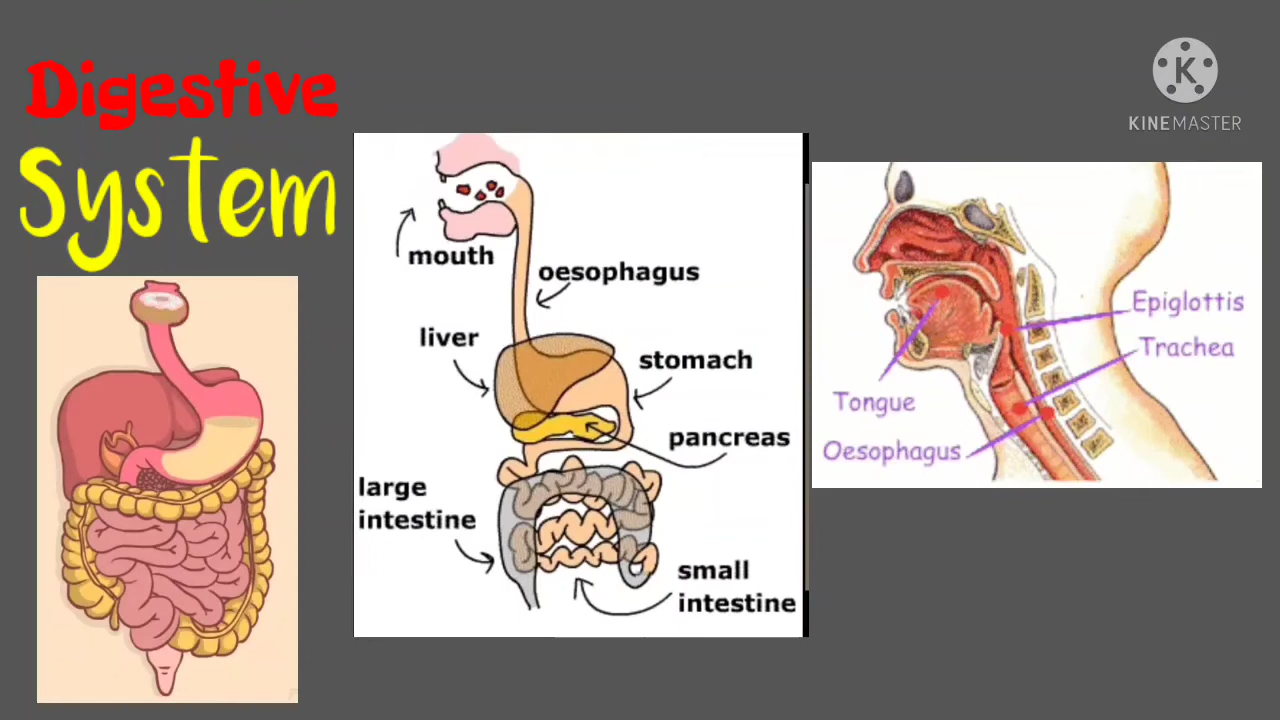 Digestive
System
KINEMASTER
mouth
oesophagus
liver
stomach
pancreas
large
intestine
small
intestine
Epiglottis
Trachea
Tongue
Oesophagus